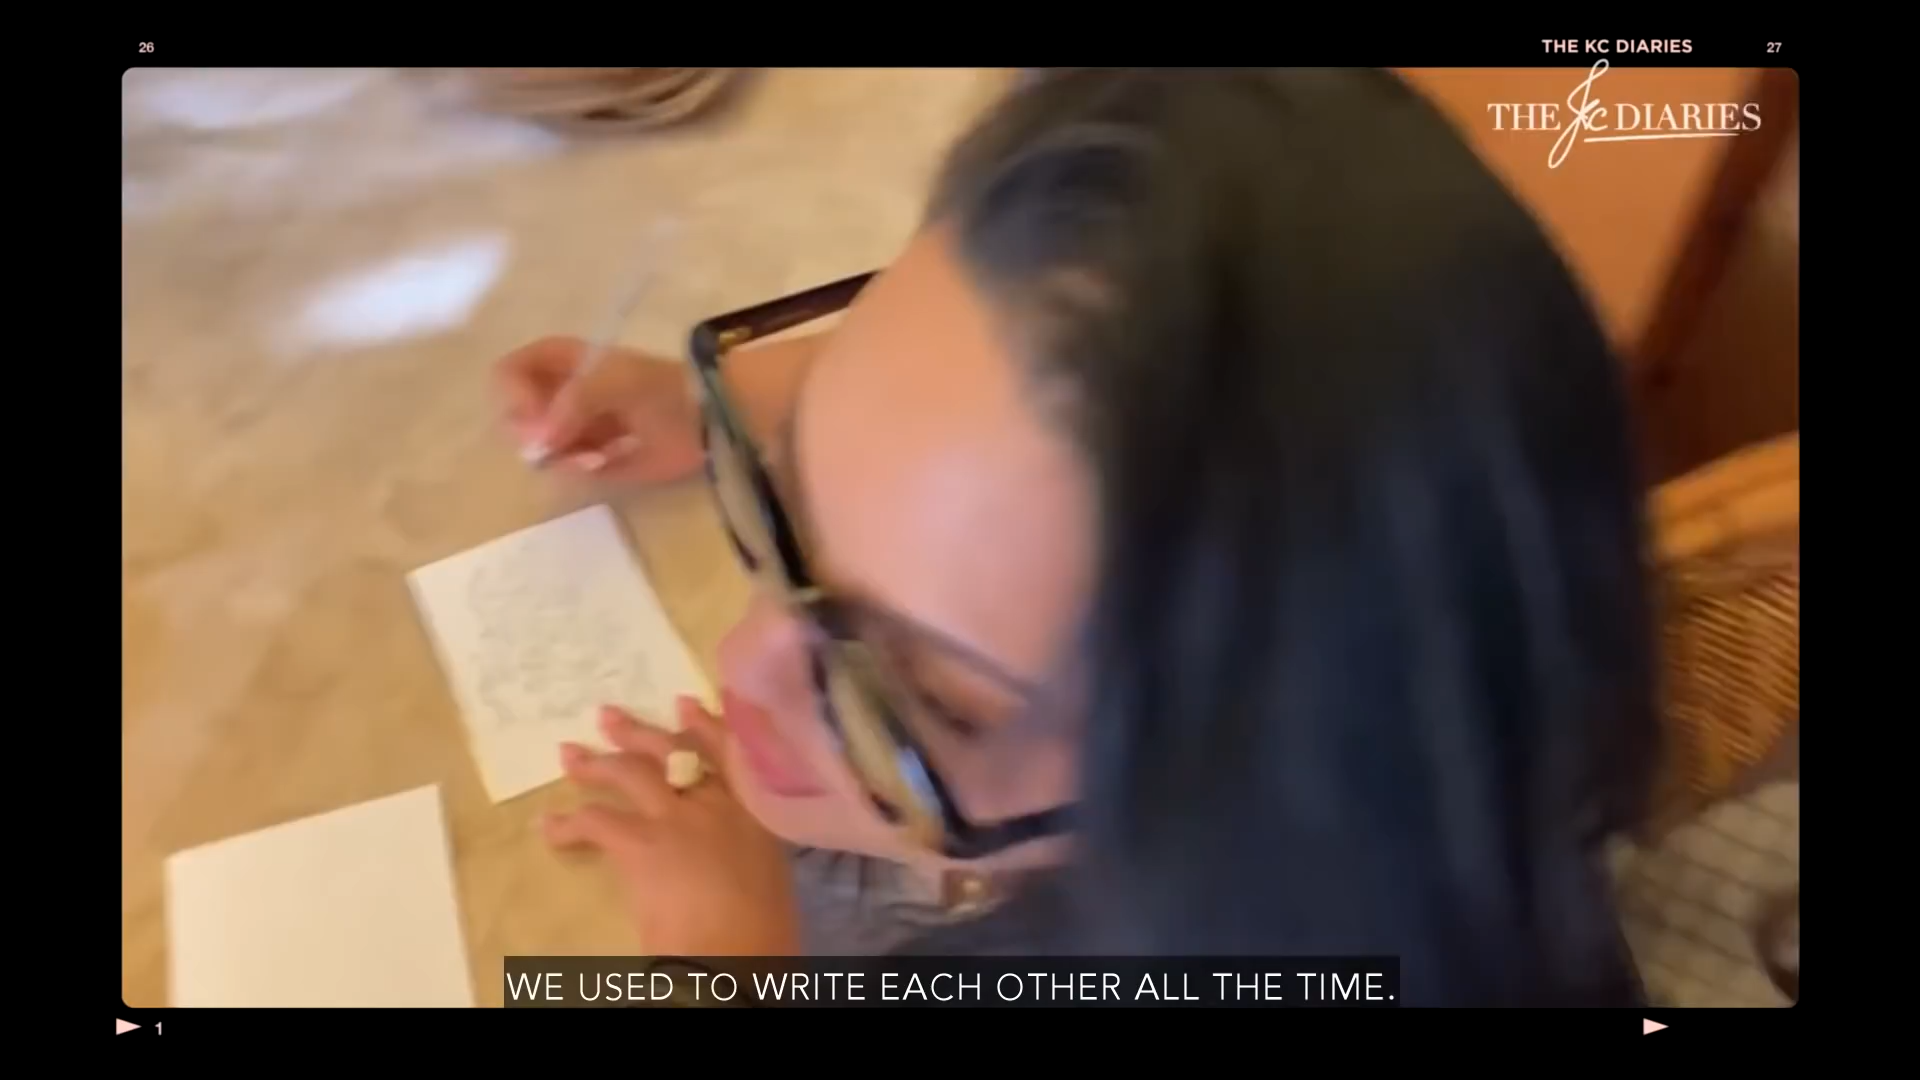 26
THE KC DIARIES 27
THE KC DIARIES
WE USED TO WRITE EACH OTHER ALL THE TIME.
1